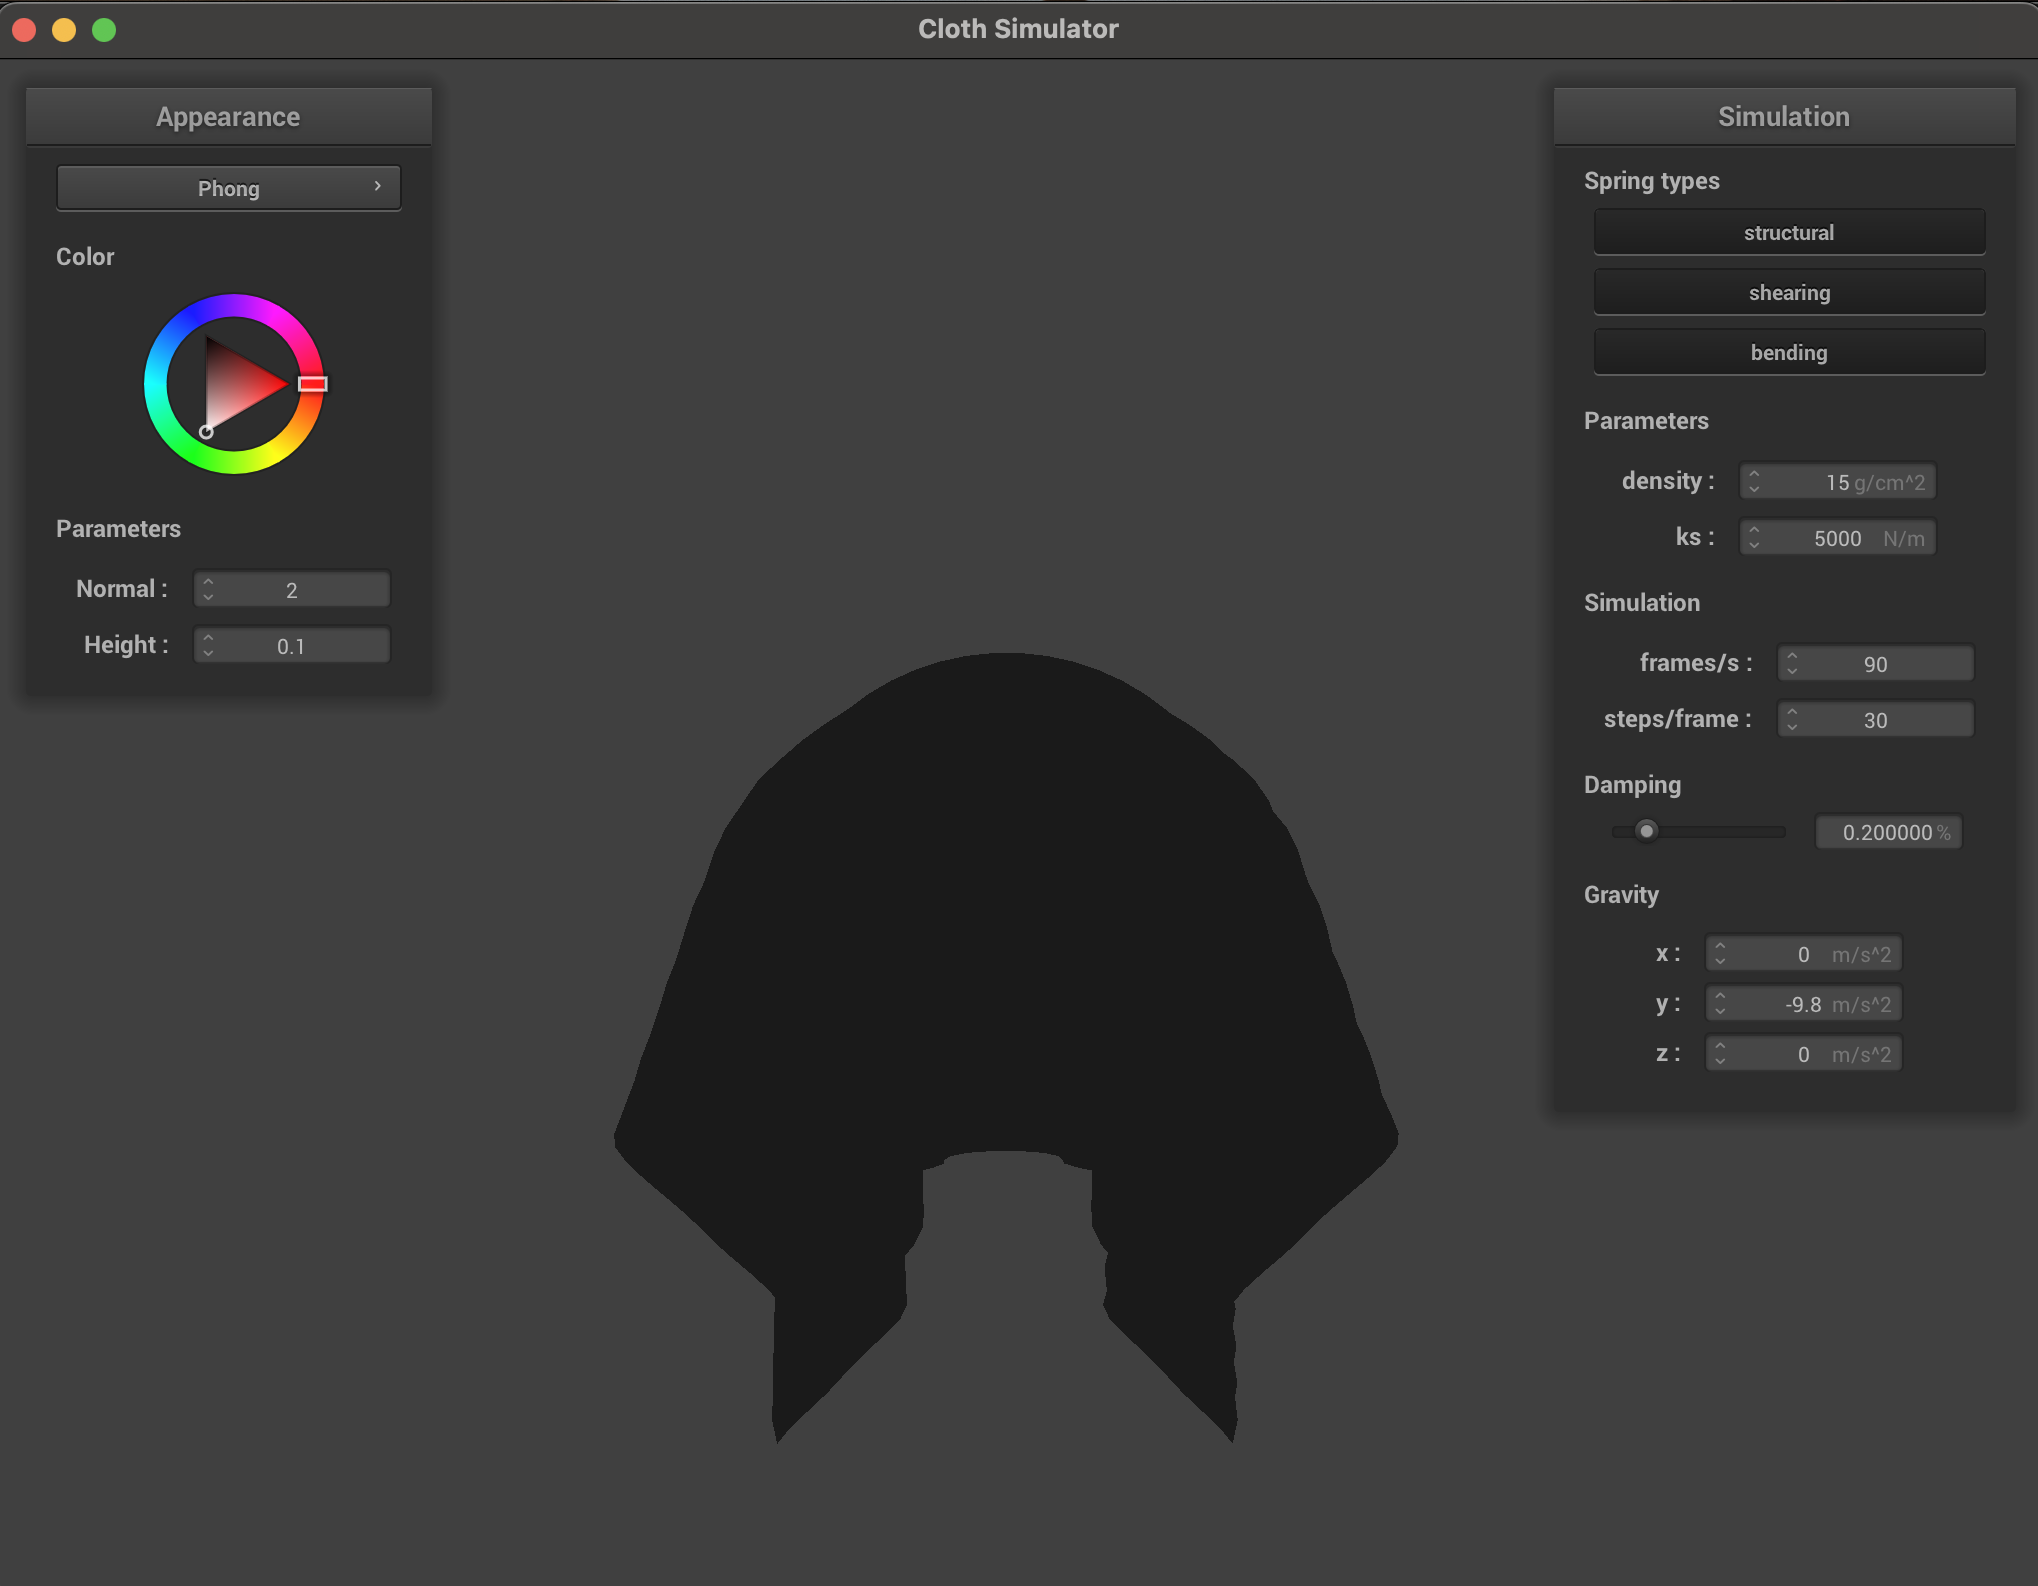 Cloth Simulator
Appearance
Phong
Color
Parameters
Normal : 2
Height : 0.1
Simulation
Spring types
structural
shearing
bending
Parameters
density : 15 g/cm^2
ks : 5000 N/m
Simulation
frames/s : 90
steps/frame : 30
Damping
0.200000 %
Gravity
x : 0 m/s^2
y : -9.8 m/s^2
z : 0 m/s^2